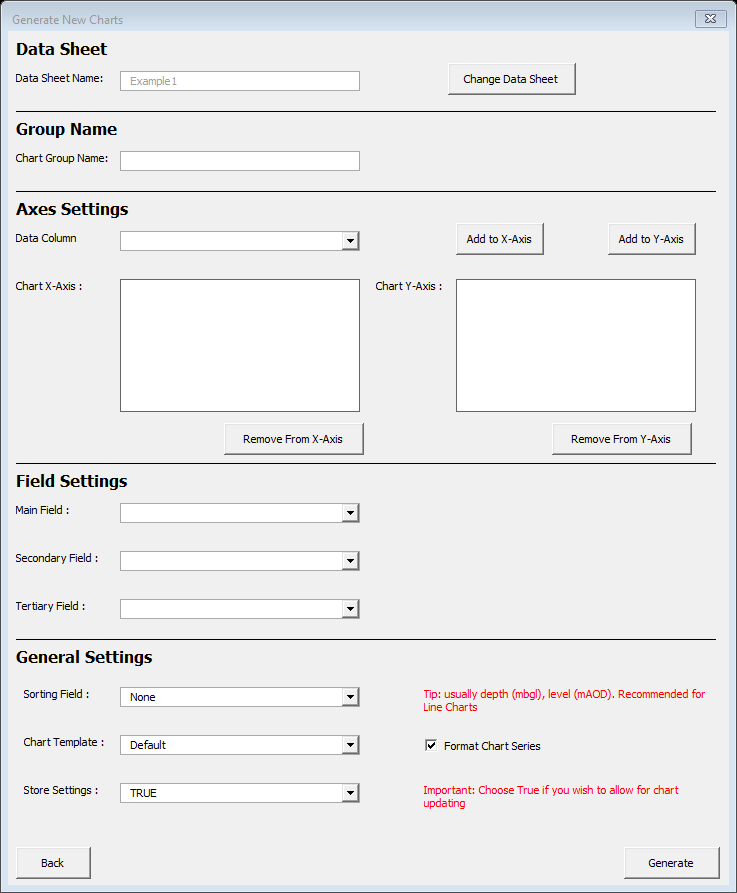 Generate New Charts
Data Sheet
Data Sheet Name: Example1 Change Data Sheet
Group Name
Chart Group Name:
Axes Settings
Data Column Add to X-Axis Add to Y-Axis
Chart X-Axis : Chart Y-Axis :
Remove From X-Axis Remove From Y-Axis
Field Settings
Main Field :
Secondary Field :
Tertiary Field :
General Settings
Sorting Field : None Tip: usually depth (mbgl), level (mAOD). Recommended for
Line Charts
Chart Template : Default Format Chart Series
Store Settings : TRUE Important: Choose True if you wish to allow for chart
updating
Back Generate